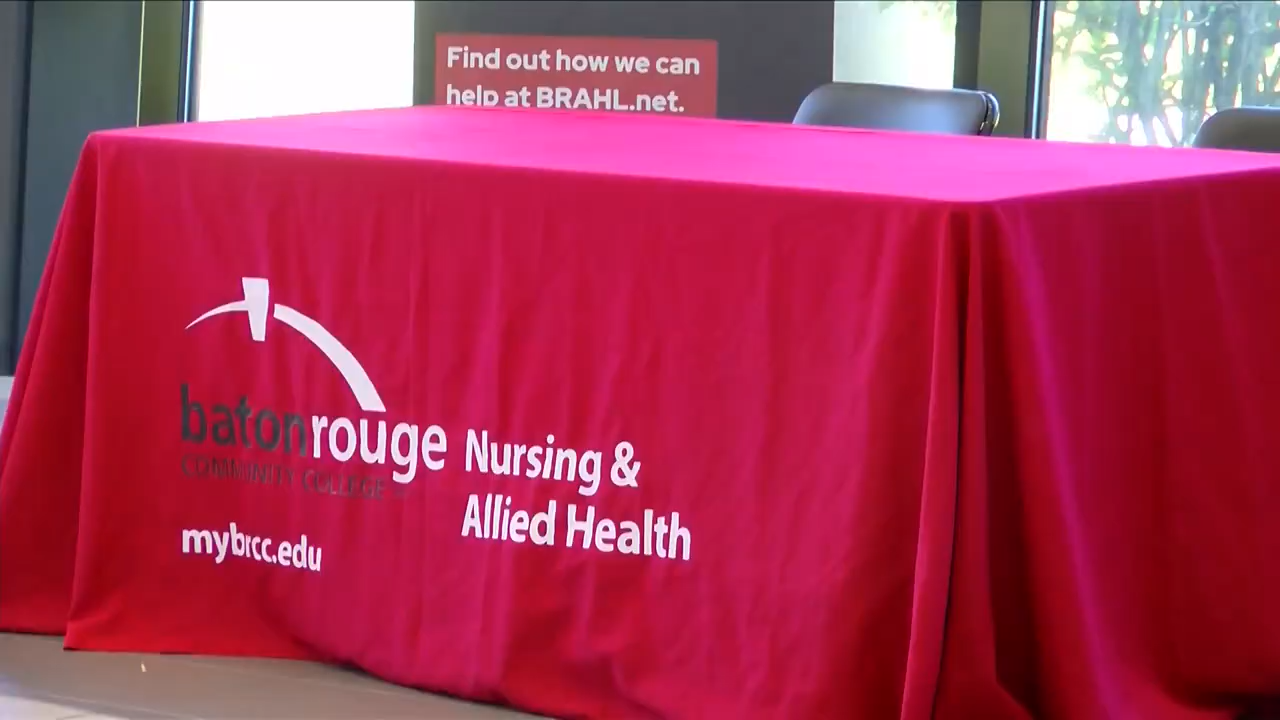 Find out how we can
help at BRAHL.net.
batonrouge
COMMUNITY COLLEGE
Nursing &
Allied Health
mybrcc.edu